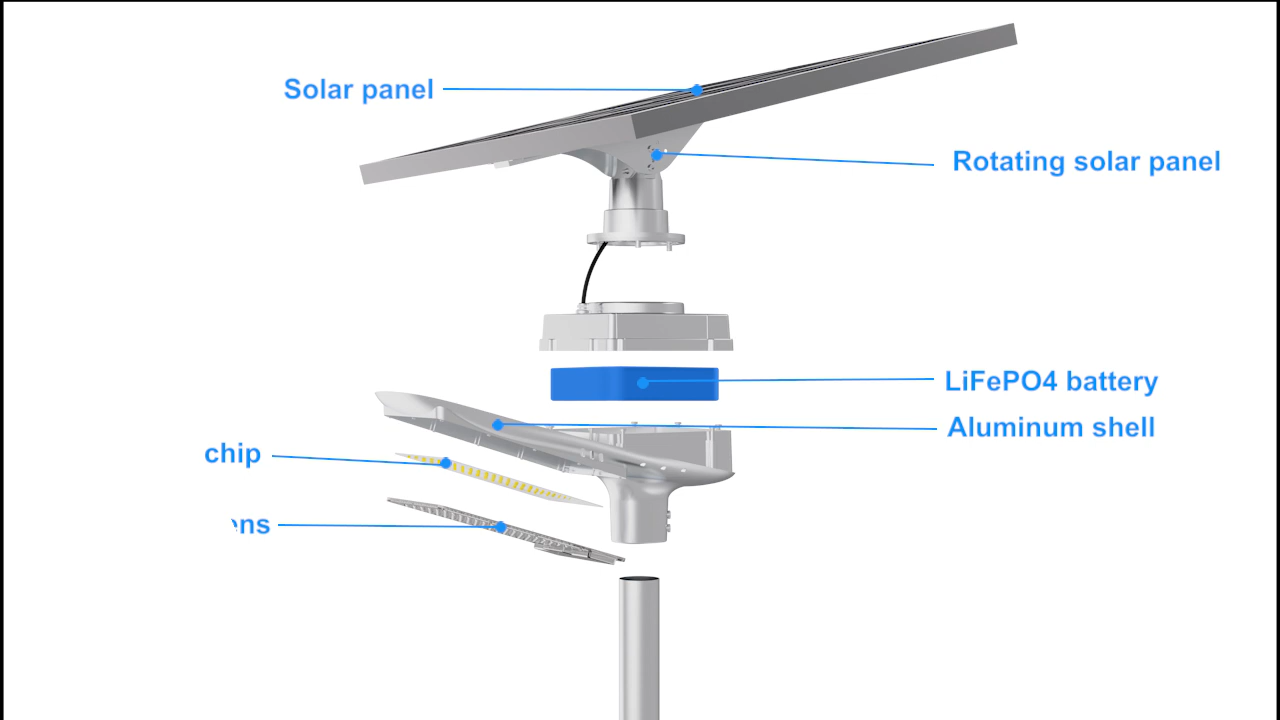 Solar panel
Rotating solar panel
LiFePO4 battery
Aluminum shell
chip